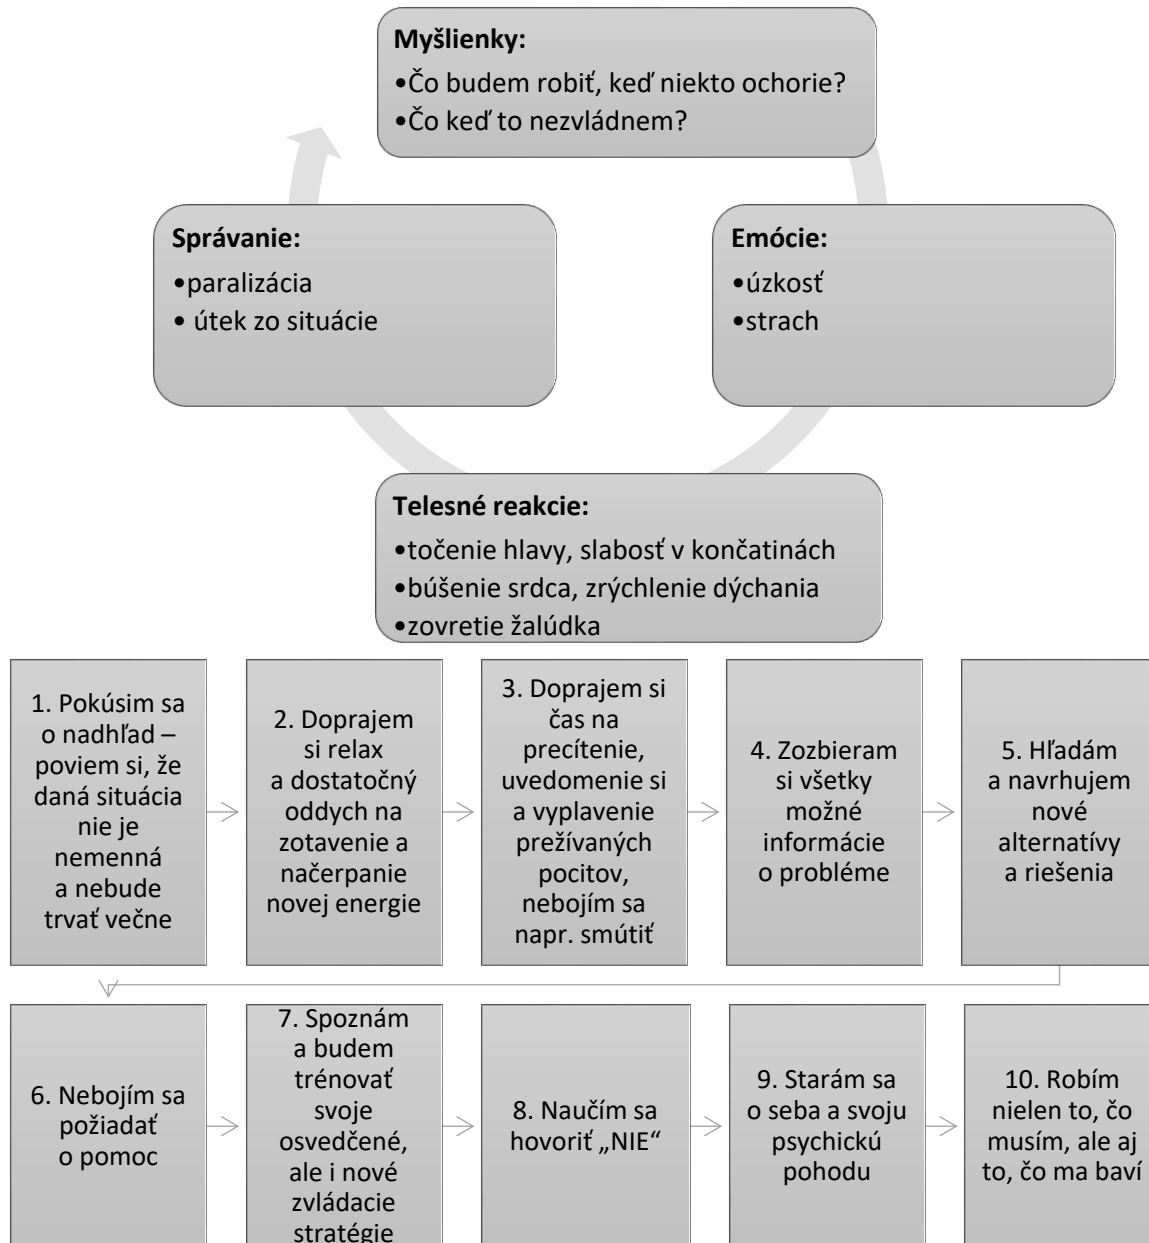 Myšlienky:
•Čo budem robiť, keď niekto ochorie?
•Čo keď to nezvládnem?
Správanie:
•paralizácia
• útek zo situácie
Emócie:
•úzkosť
•strach
Telesné reakcie:
•točenie hlavy, slabosť v končatinách
•búšenie srdca, zrýchlenie dýchania
•zovretie žalúdka
1. Pokúsim sa
o nadhľad –
poviem si, že
daná situácia
nie je
nemenná
a nebude
trvať večne
2. Doprajem
si relax
a dostatočný
oddych na
zotavenie a
načerpanie
novej energie
3. Doprajem si
čas na
precítenie,
uvedomenie si
a vyplavenie
prežívaných
pocitov,
nebojím sa
napr. smútiť
4. Zozbieram
si všetky
možné
informácie
o probléme
5. Hľadám
a navrhujem
nové
alternatívy
a riešenia
6. Nebojím sa
požiadať
o pomoc
7. Spoznám
a budem
trénovať
svoje
osvedčené,
ale i nové
zvládacie
stratégie
8. Naučím sa
hovoriť „NIE“
9. Starám sa
o seba a svoju
psychickú
pohodu
10. Robím
nielen to, čo
musím, ale aj
to, čo ma baví